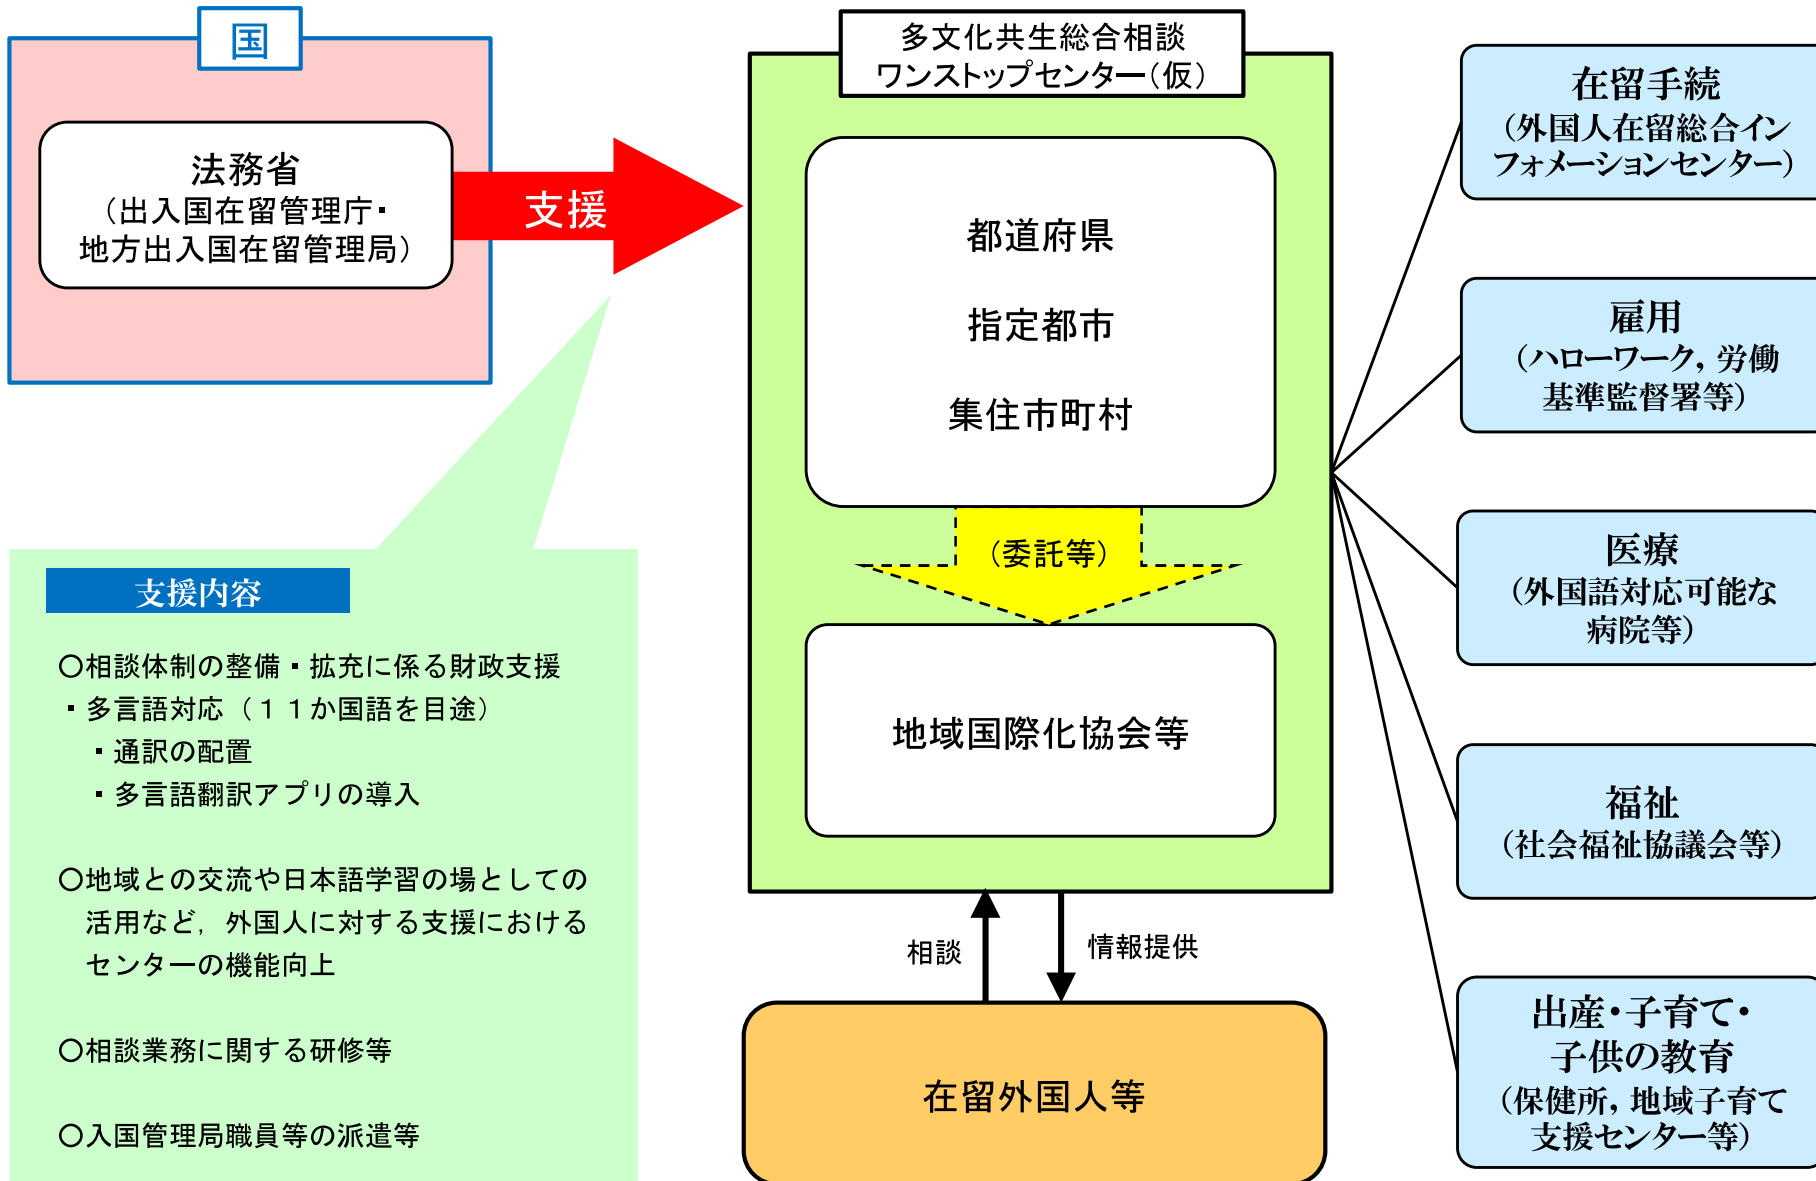 国
法務省
（出入国在留管理庁・
地方出入国在留管理局）
支援
支援内容
〇相談体制の整備・拡充に係る財政支援
・多言語対応（１１か国語を目途）
・通訳の配置
・多言語翻訳アプリの導入
〇地域との交流や日本語学習の場としての
活用など，外国人に対する支援における
センターの機能向上
〇相談業務に関する研修等
〇入国管理局職員等の派遣等
多文化共生総合相談
ワンストップセンター（仮）
都道府県
指定都市
集住市町村
（委託等）
地域国際化協会等
相談
情報提供
在留外国人等
在留手続
（外国人在留総合イン
フォメーションセンター）
雇用
（ハローワーク，労働
基準監督署等）
医療
（外国語対応可能な
病院等）
福祉
（社会福祉協議会等）
出産・子育て・
子供の教育
（保健所，地域子育て
支援センター等）